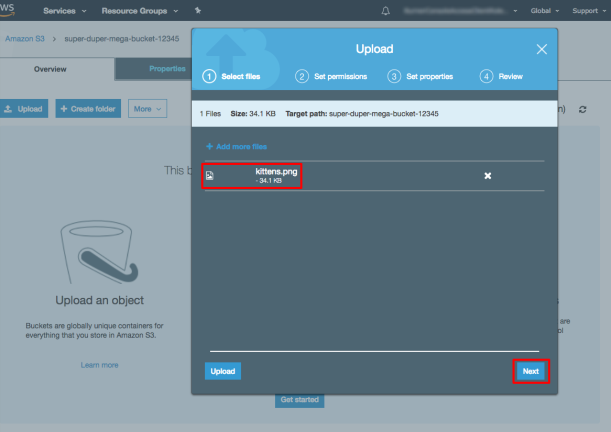 WS
Services
Resource Groups
Global
Support
Amazon S3 > super-duper-mega-bucket-12345
Overview
Properties
Upload
+ Create folder
More
Upload
1 Select files
2 Set permissions
3 Set properties
4 Review
1 Files Size: 34.1 KB Target path: super-duper-mega-bucket-12345
+ Add more files
kittens.png
- 34.1 KB
This b
Upload an object
Buckets are globally unique containers for
everything that you store in Amazon S3.
Learn more
are
Upload
Next
Get started